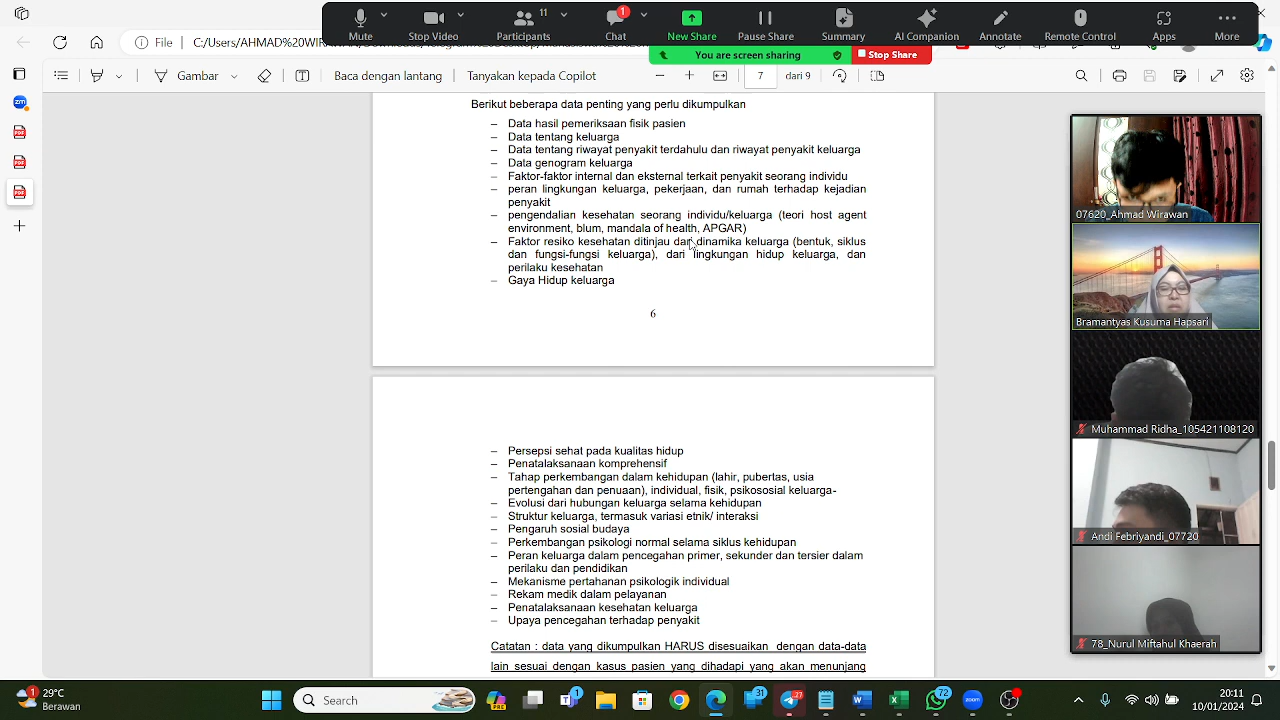 Mute
Stop Video
11
Participants
1
Chat
New Share
Pause Share
Summary
AI Companion
Annotate
Remote Control
Apps
More
You are screen sharing
Stop Share
File
Gambar
Baca dengan lantang
Tanyakan kepada Copilot
7
dari 9
Berikut beberapa data penting yang perlu dikumpulkan
– Data hasil pemeriksaan fisik pasien
– Data tentang keluarga
– Data tentang riwayat penyakit terdahulu dan riwayat penyakit keluarga
– Data genogram keluarga
– Faktor-faktor internal dan eksternal terkait penyakit seorang individu
– peran lingkungan keluarga, pekerjaan, dan rumah terhadap kejadian
penyakit
– pengendalian kesehatan seorang individu/keluarga (teori host agent
environment, blum, mandala of health, APGAR)
– Faktor resiko kesehatan ditinjau dari dinamika keluarga (bentuk, siklus
dan fungsi-fungsi keluarga), dari lingkungan hidup keluarga, dan
perilaku kesehatan
– Gaya Hidup keluarga
6
– Persepsi sehat pada kualitas hidup
– Penatalaksanaan komprehensif
– Tahap perkembangan dalam kehidupan (lahir, pubertas, usia
pertengahan dan penuaan), individual, fisik, psikososial keluarga-
– Evolusi dari hubungan keluarga selama kehidupan
– Struktur keluarga, termasuk variasi etnik/ interaksi
– Pengaruh sosial budaya
– Perkembangan psikologi normal selama siklus kehidupan
– Peran keluarga dalam pencegahan primer, sekunder dan tersier dalam
perilaku dan pendidikan
– Mekanisme pertahanan psikologik individual
– Rekam medik dalam pelayanan
– Penatalaksanaan kesehatan keluarga
– Upaya pencegahan terhadap penyakit
Catatan : data yang dikumpulkan HARUS disesuaikan dengan data-data
lain sesuai dengan kasus pasien yang dihadapi yang akan menunjang
07620_Ahmad Wirawan
Bramantyas Kusuma Hapsari
Muhammad Ridha_105421108120
Andi Febriyandi_07720
78_Nurul Miftahul Khaerah
1
29°C
Berawan
Search
PRE
1
31
27
72
zoom
20:11
10/01/2024